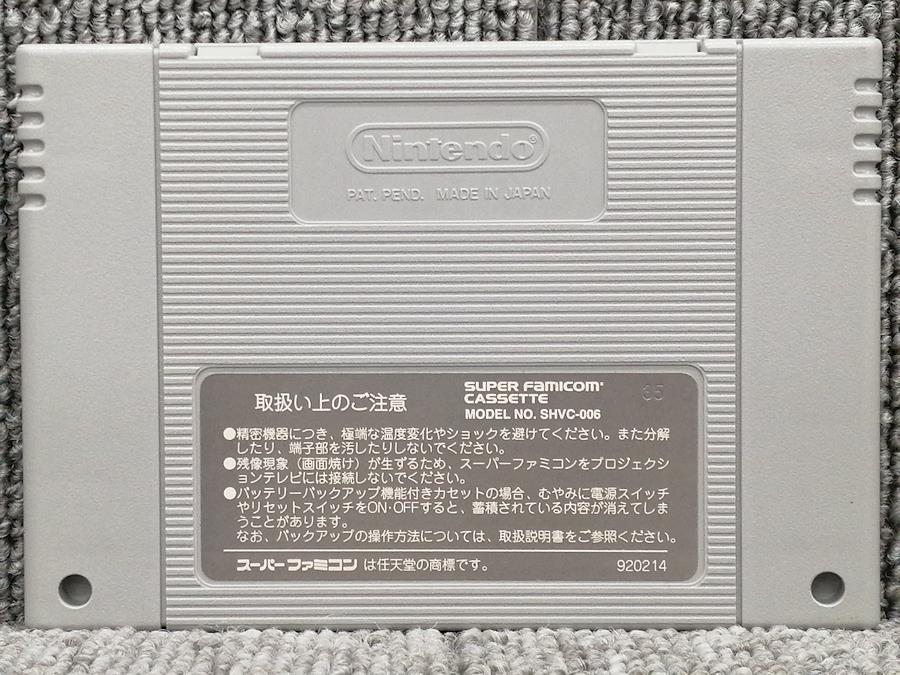 Nintendo®
PAT. PEND. MADE IN JAPAN
取扱い上のご注意
SUPER FAMICOM®
CASSETTE
MODEL NO. SHVC-006
35
●精密機器につき、極端な温度変化やショックを避けてください。また分解
したり、端子部を汚したりしないでください。
●残像現象（画面焼け）が生ずるため、スーパーファミコンをプロジェクシ
ョンテレビには接続しないでください。
●バッテリーバックアップ機能付きカセットの場合、むやみに電源スイッチ
やリセットスイッチをON·OFFすると、蓄積されている内容が消えてしま
うことがあります。
なお、バックアップの操作方法については、取扱説明書をご参照ください。
スーパーファミコン は任天堂の商標です。
920214